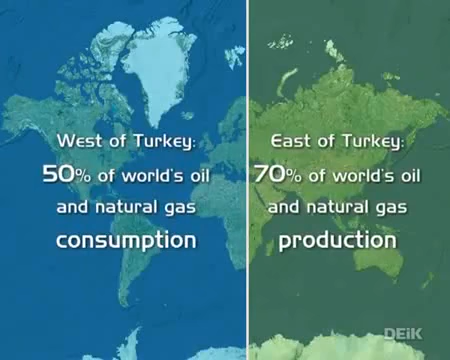 West of Turkey:
50% of world's oil
and natural gas
consumption
East of Turkey:
70% of world's oil
and natural gas
production
DEiK